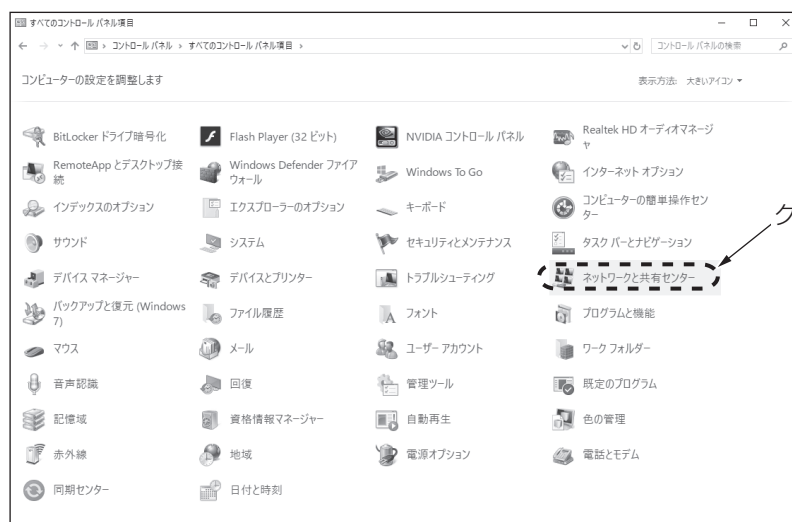 すべてのコントロール パネル項目
コントロール パネル › すべてのコントロール パネル項目 ›
コントロール パネルの検索
コンピューターの設定を調整します
表示方法: 大きいアイコン
BitLocker ドライブ暗号化
Flash Player (32 ビット)
NVIDIA コントロール パネル
Realtek HD オーディオマネージ
ャ
RemoteApp とデスクトップ接
続
Windows Defender ファイア
ウォール
Windows To Go
インターネット オプション
インデックスのオプション
エクスプローラーのオプション
キーボード
コンピューターの簡単操作セン
ター
サウンド
システム
セキュリティとメンテナンス
タスク バーとナビゲーション
デバイス マネージャー
デバイスとプリンター
トラブルシューティング
ネットワークと共有センター
バックアップと復元 (Windows
7)
ファイル履歴
フォント
プログラムと機能
マウス
メール
ユーザー アカウント
ワーク フォルダー
音声認識
回復
管理ツール
既定のプログラム
記憶域
資格情報マネージャー
自動再生
色の管理
赤外線
地域
電源オプション
電話とモデム
同期センター
日付と時刻